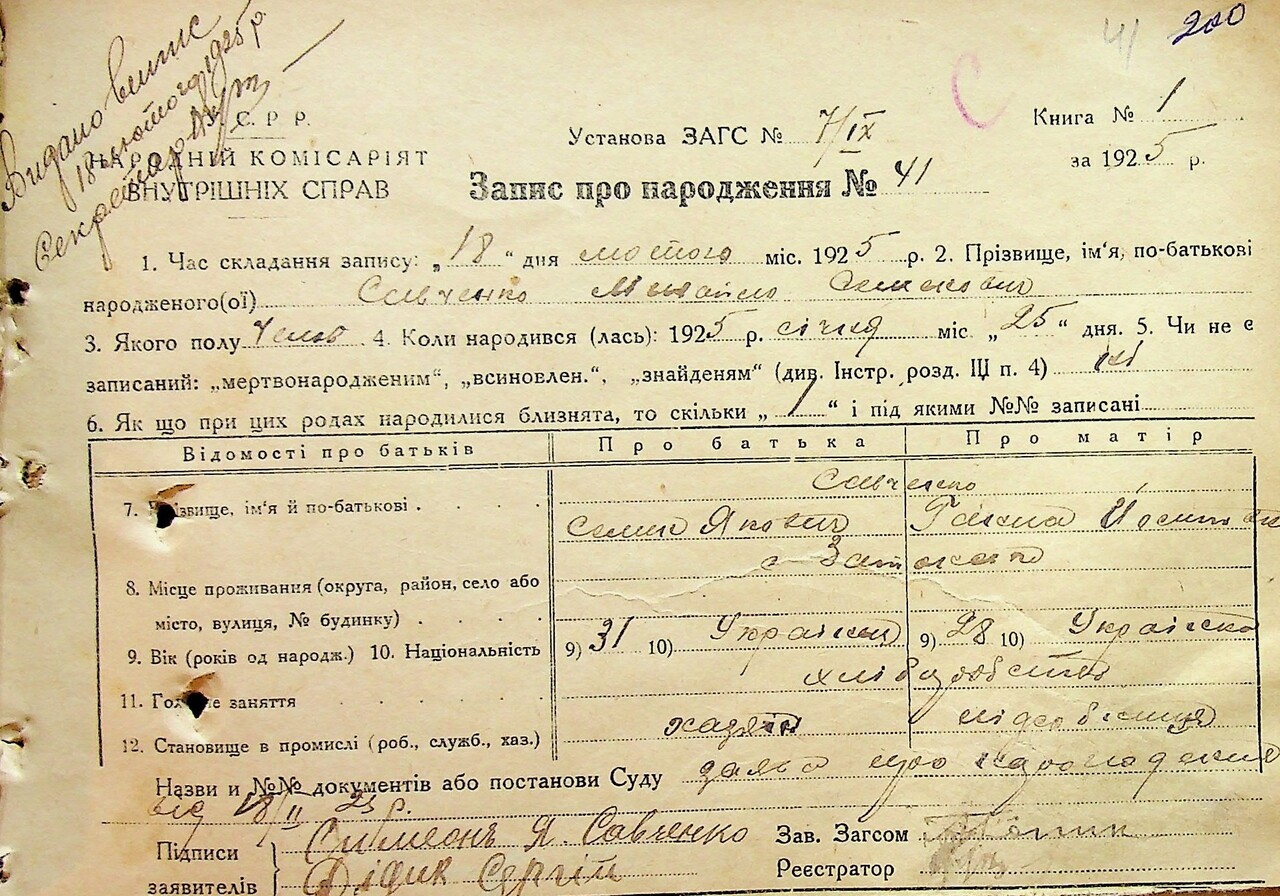 41 200
Видано випис
18 лютого 1925 р.
Секретар
У. С. Р. Р.
НАРОДНІЙ КОМІСАРІЯТ
ВНУТРІШНІХ СПРАВ
Установа ЗАГС № 7/IX
Книга № 1
за 1925 р.
Запис про народження № 41
1. Час складання запису: „18“ дня лютого міс. 1925 р. 2. Прізвище, ім'я, по-батькові
народженого(ої) Савченко Михайло Семенович
3. Якого полу Чолов 4. Коли народився (лась): 1925 р. січня міс „25“ дня. 5. Чи не є
записаний: „мертвонародженим“, „всиновлен.“, „знайденям“ (див. Інстр. розд. III п. 4) ні
6. Як що при цих родах народилися близнята, то скільки „1“ і під якими №№ записані
Відомості про батьків Про батька Про матір
Савченко
7. Прізвище, ім'я й по-батькові Семен Якович Ганна
8. Місце проживання (округа, район, село або
місто, вулиця, № будинку)
9. Вік (років од народж.) 10. Національність 9) 31 10) Українець 9) 28 10) Українка
11. Головне заняття хліборобство
12. Становище в промислі (роб., служб., хаз.) хазяїн
Назви и №№ документів або постанови Суду заява про народження
від 18/II 25 р.
Підписи Симеонъ Я. Савченко Зав. Загсом
заявителів Дідик Сергій Реєстратор